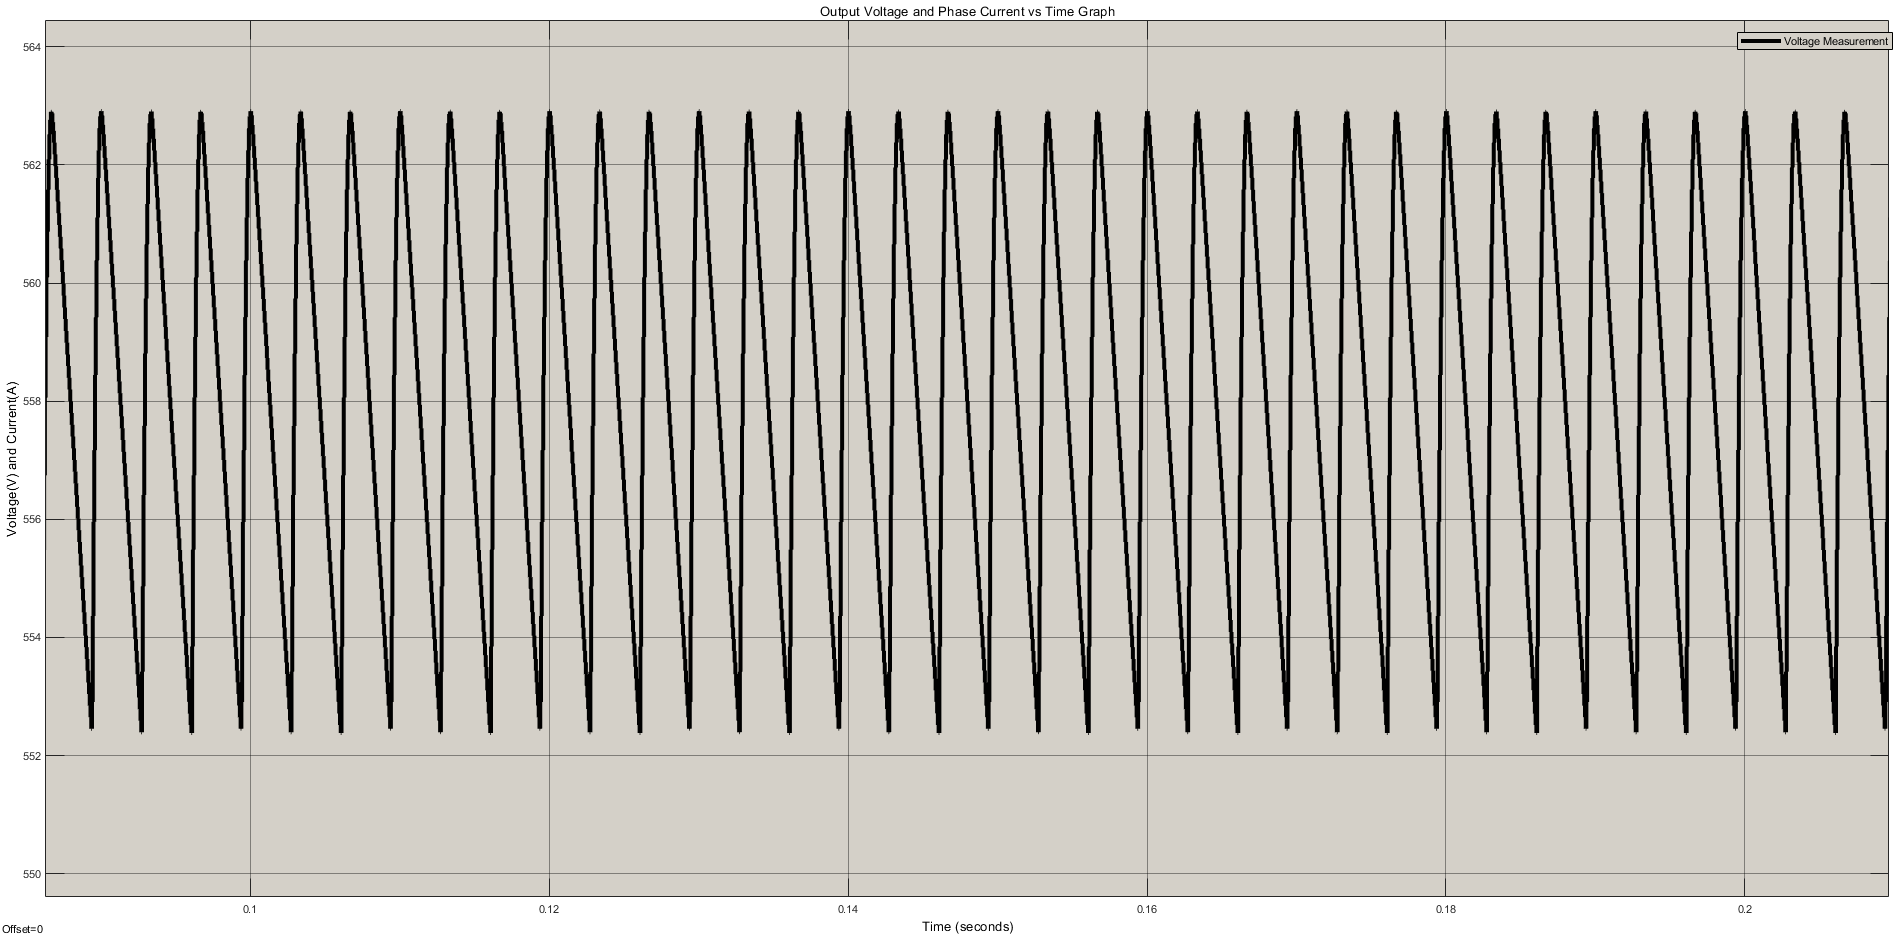 Output Voltage and Phase Current vs Time Graph
Voltage Measurement
Voltage(V) and Current(A)
564
562
560
558
556
554
552
550
0.1
0.12
0.14
0.16
0.18
0.2
Time (seconds)
Offset=0